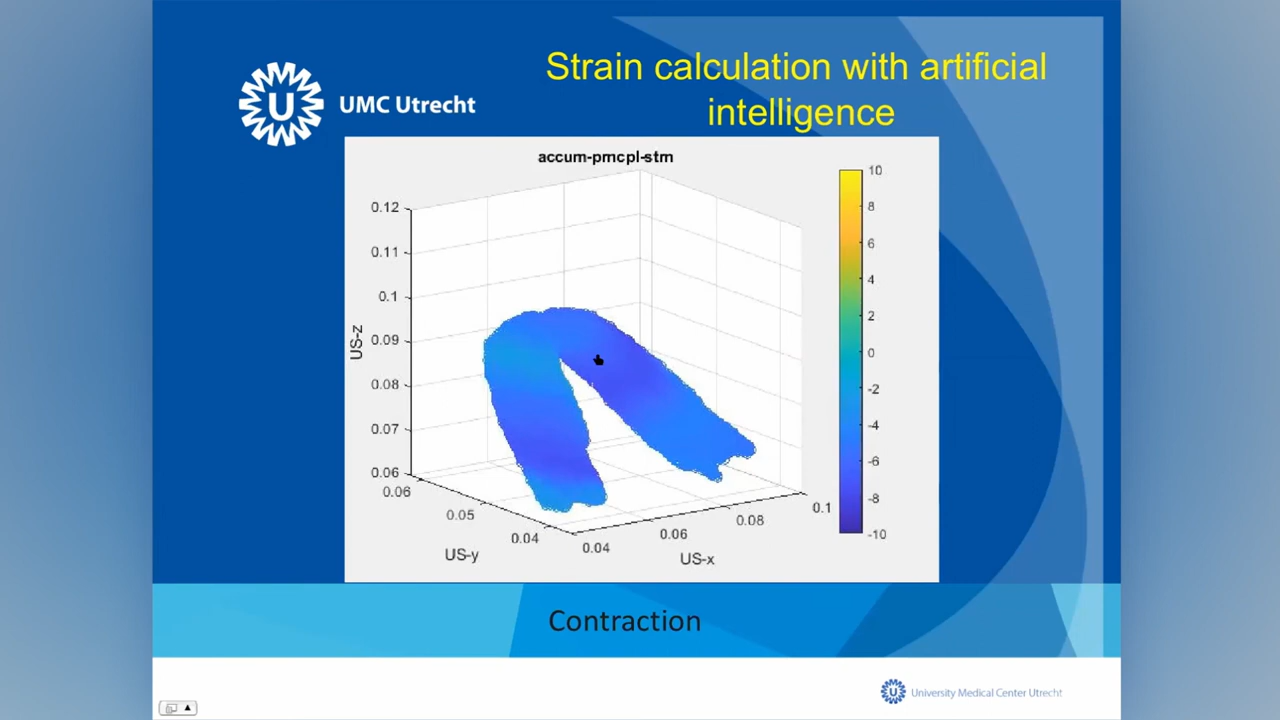 Strain calculation with artificial
intelligence
UMC Utrecht
accum-pmcpl-stm
0.12
0.11
0.1
0.09
0.08
0.07
0.06
US-z
0.06
0.05
0.04
US-y
0.04
0.06
0.08
0.1
US-x
10
8
6
4
2
0
-2
-4
-6
-8
-10
Contraction
University Medical Center Utrecht